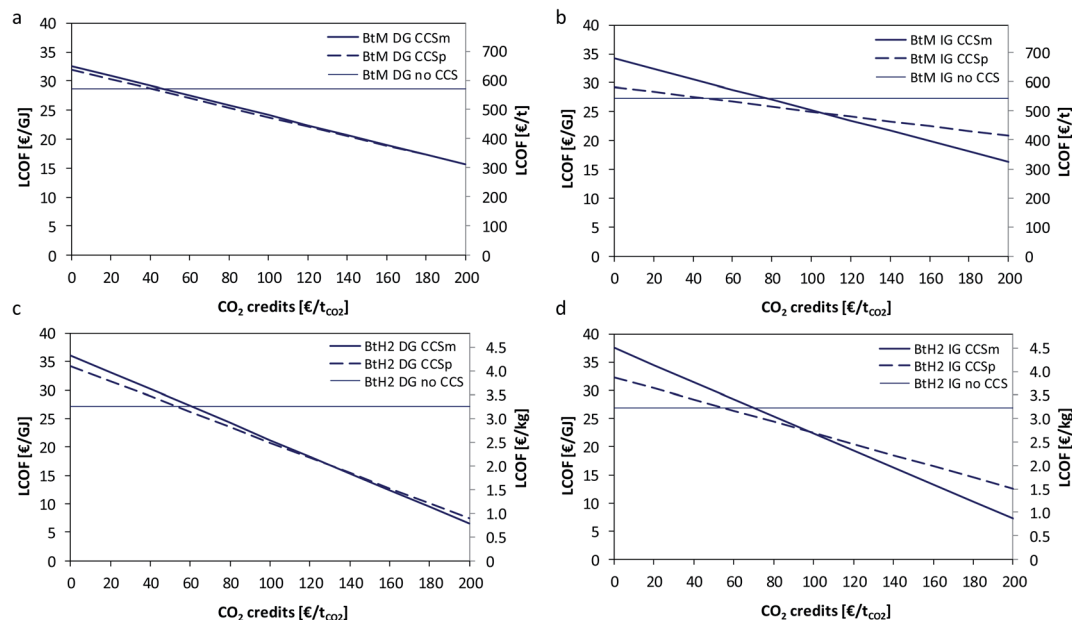 a
BtM DG CCSm
BtM DG CCSp
BtM DG no CCS
40
35
30
25
20
15
10
5
0
LCOF [€/GJ]
700
600
500
400
300
200
100
0
LCOF [€/t]
0 20 40 60 80 100 120 140 160 180 200
CO2 credits [€/tCO2]
b
BtM IG CCSm
BtM IG CCSp
BtM IG no CCS
40
35
30
25
20
15
10
5
0
LCOF [€/GJ]
700
600
500
400
300
200
100
0
LCOF [€/t]
0 20 40 60 80 100 120 140 160 180 200
CO2 credits [€/tCO2]
c
BtH2 DG CCSm
BtH2 DG CCSp
BtH2 DG no CCS
40
35
30
25
20
15
10
5
0
LCOF [€/GJ]
4.5
4.0
3.5
3.0
2.5
2.0
1.5
1.0
0.5
0.0
LCOF [€/kg]
0 20 40 60 80 100 120 140 160 180 200
CO2 credits [€/tCO2]
d
BtH2 IG CCSm
BtH2 IG CCSp
BtH2 IG no CCS
40
35
30
25
20
15
10
5
0
LCOF [€/GJ]
4.5
4.0
3.5
3.0
2.5
2.0
1.5
1.0
0.5
0.0
LCOF [€/kg]
0 20 40 60 80 100 120 140 160 180 200
CO2 credits [€/tCO2]